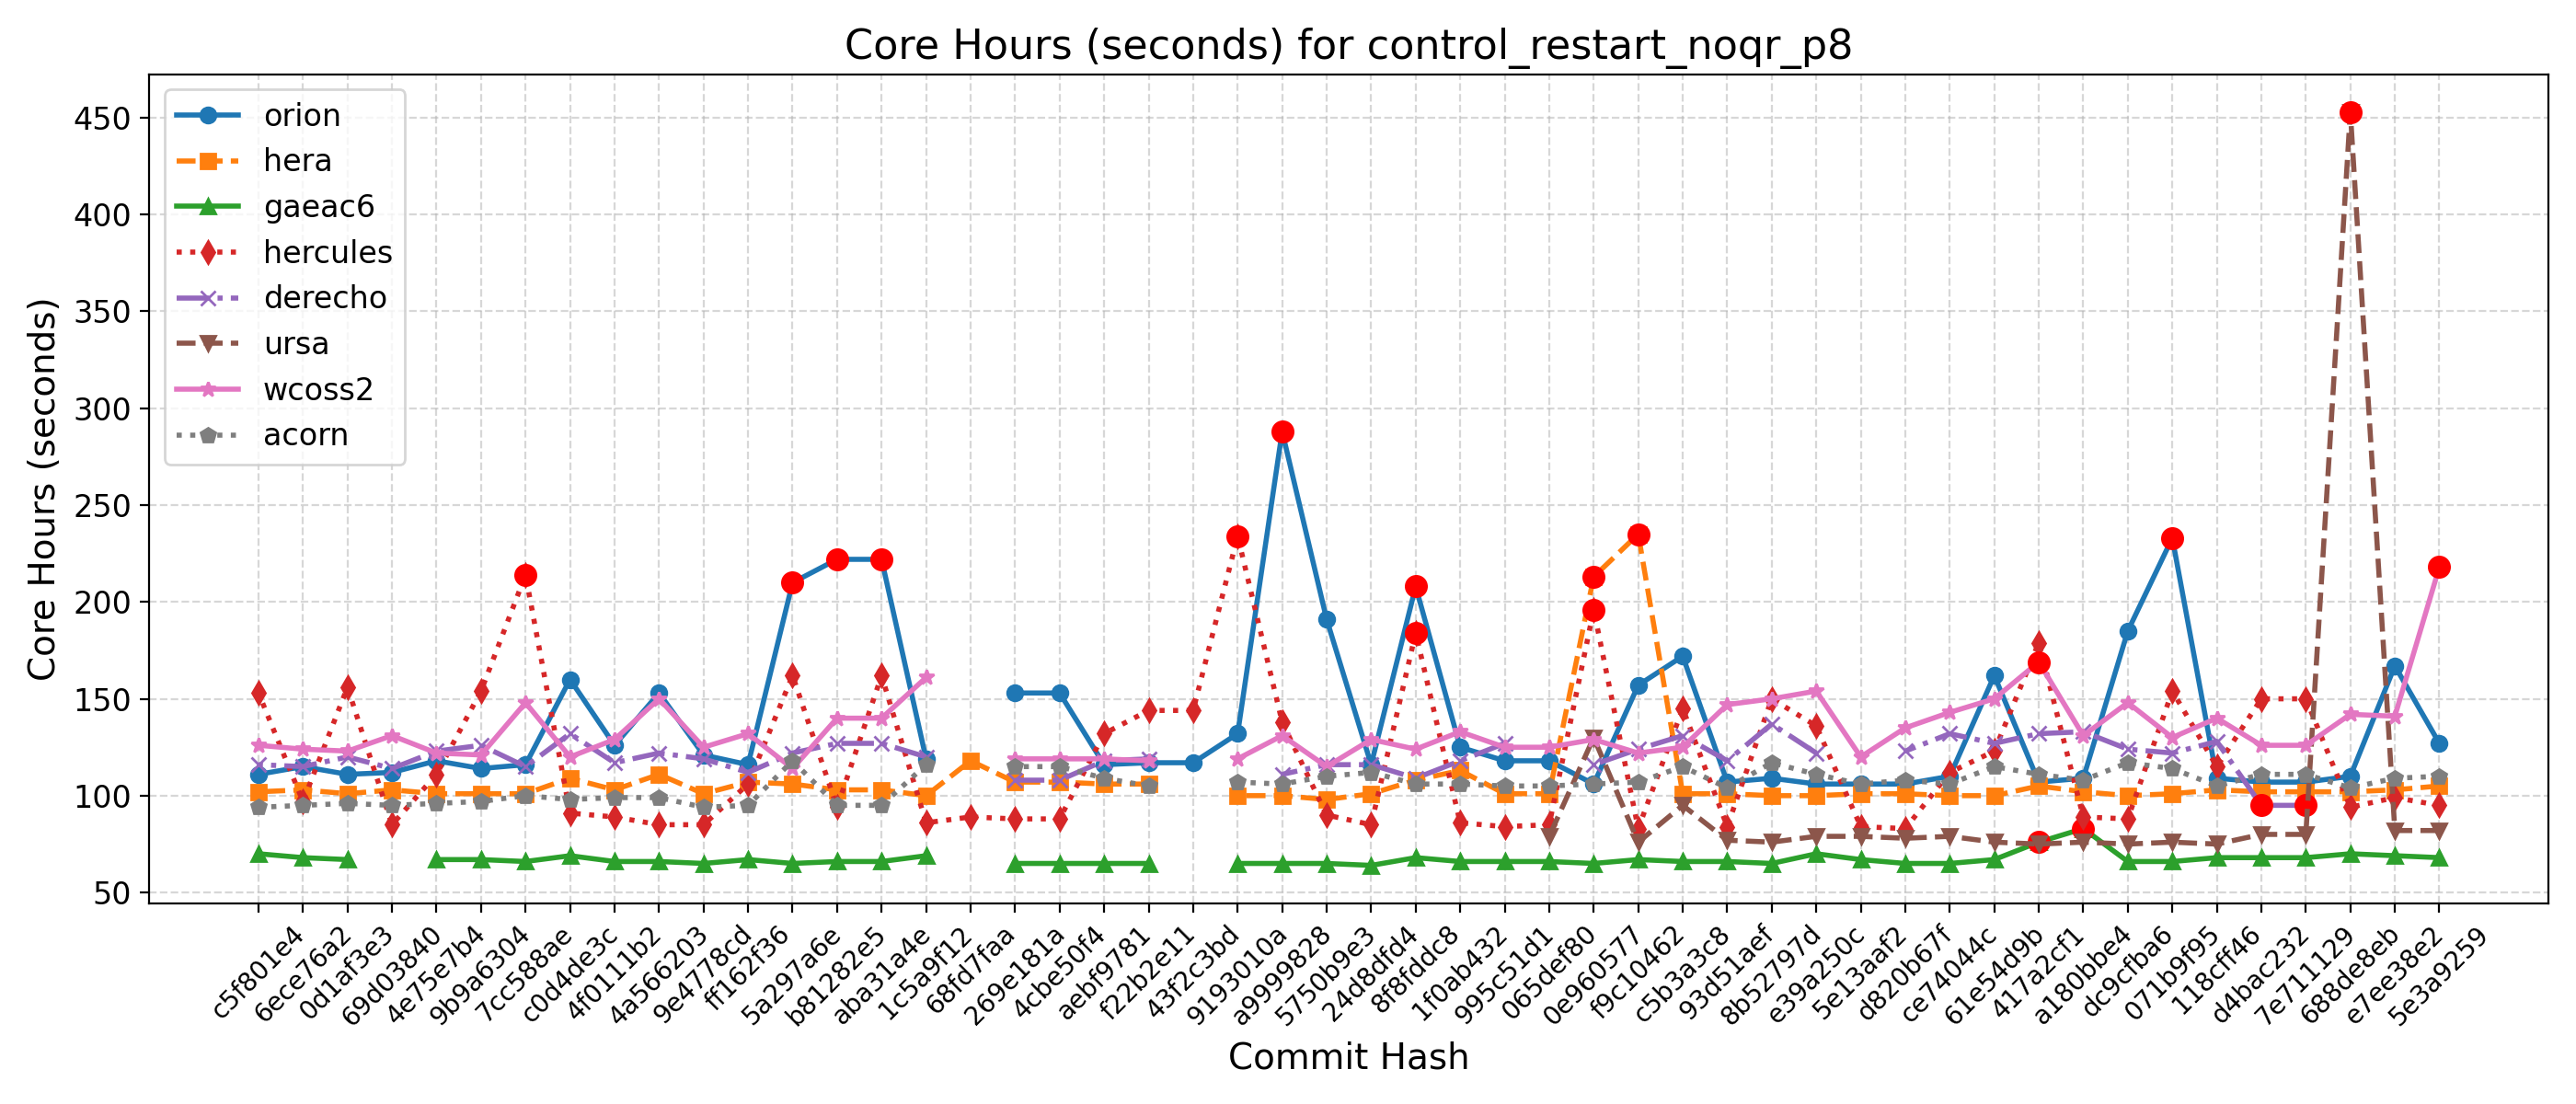 Core Hours (seconds) for control_restart_noqr_p8
Core Hours (seconds)
450
400
350
300
250
200
150
100
50
orion
hera
gaeac6
hercules
derecho
ursa
wcoss2
acorn
c5f801e4
6ece76a2
0d1af3e3
69d03840
4e75e7b4
9b9a6304
7cc588ae
c0d4de3c
4f0111b2
4a566203
9e4778cd
ff162f36
5a297a6e
b81282e5
aba31a4e
1c5a9f12
68fd7faa
269e181a
4cbe50f4
aebf9781
f22b2e11
43f2c3bd
9193010a
a9999828
5750b9e3
24d8dfd4
8f8fddc8
1f0ab432
995c51d1
065def80
0e960577
f9c10462
c5b3a3c8
93d51aef
8b52797d
e39a250c
5e13aaf2
d820b67f
ce74044c
61e54d9b
417a2cf1
a180bbe4
dc9cfba6
071b9f95
118cff46
d4bac232
7e711129
688de8eb
e7ee38e2
5e3a9259
Commit Hash